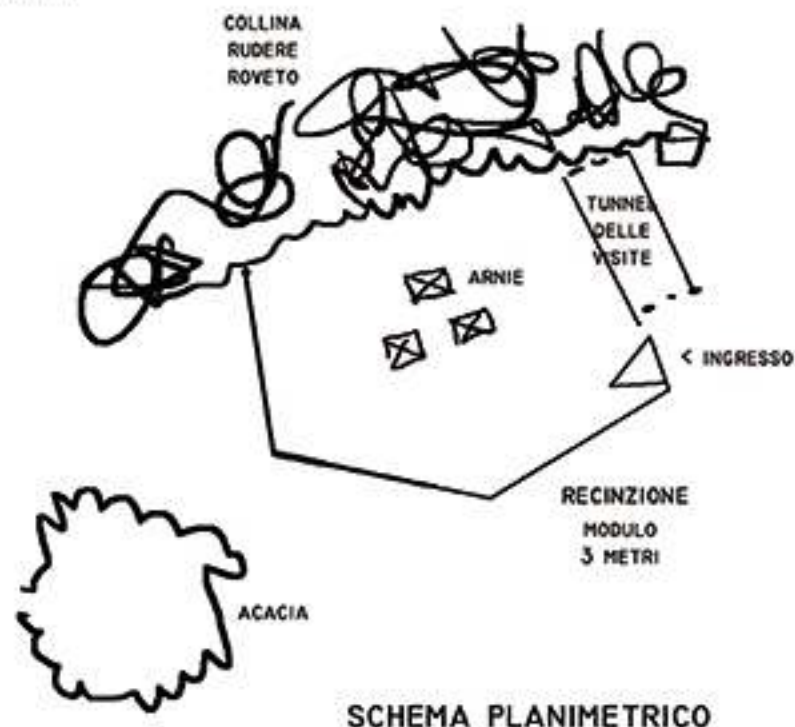 COLLINA
RUDERE
ROVETO
TUNNEL
DELLE
VISITE
ARNIE
< INGRESSO
RECINZIONE
MODULO
3 METRI
ACACIA
SCHEMA PLANIMETRICO